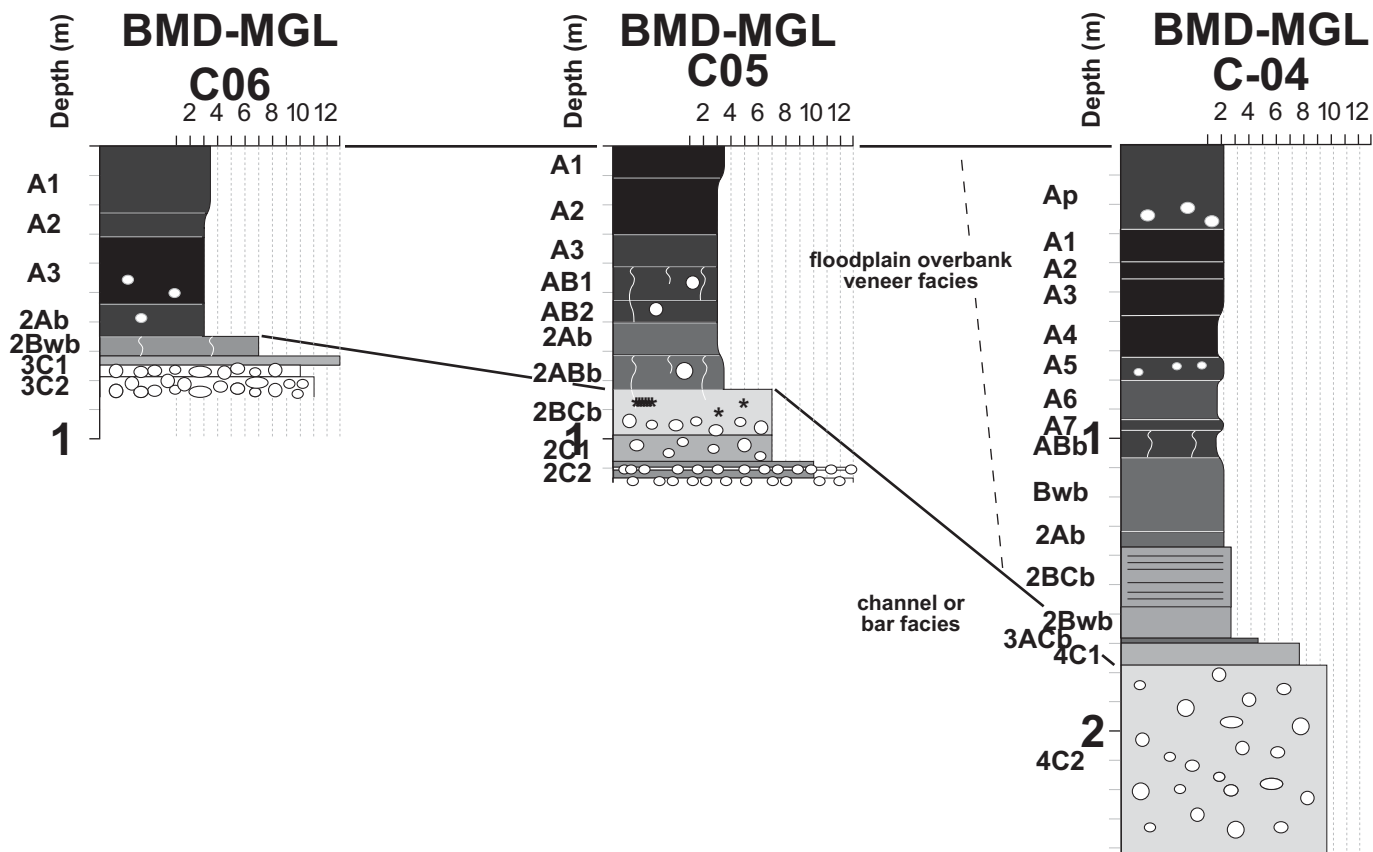 Depth (m)
BMD-MGL
C06
2 4 6 8 10 12
A1
A2
A3
2Ab
2Bwb
3C1
3C2
1
Depth (m)
BMD-MGL
C05
2 4 6 8 10 12
A1
A2
A3
AB1
AB2
2Ab
2ABb
2BCb
1
2C1
2C2
floodplain overbank
veneer facies
channel or
bar facies
Depth (m)
BMD-MGL
C-04
2 4 6 8 10 12
Ap
A1
A2
A3
A4
A5
A6
A7
ABb
1
Bwb
2Ab
2BCb
2Bwb
3ACb
4C1
2
4C2